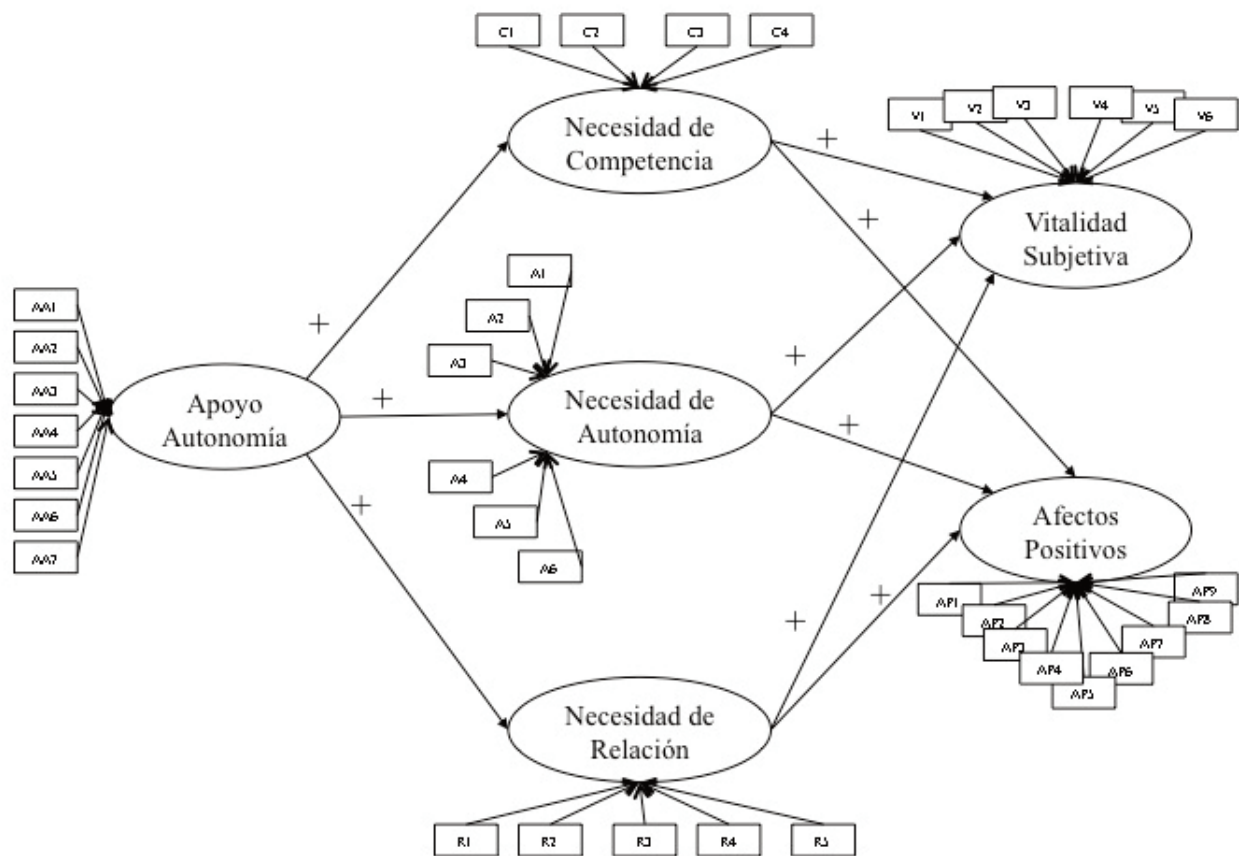 C1
C2
C3
C4
Necesidad de
Competencia
V1
V2
V3
V4
V5
V6
Vitalidad
Subjetiva
+
+
+
AA1
AA2
AA3
AA4
AA5
AA6
AA7
Apoyo
Autonomía
+
+
A1
A2
A3
Necesidad de
Autonomía
A4
A5
A6
+
+
Afectos
Positivos
AP1
AP2
AP3
AP4
AP5
AP6
AP7
AP8
AP9
+
+
Necesidad de
Relación
R1
R2
R3
R4
R5